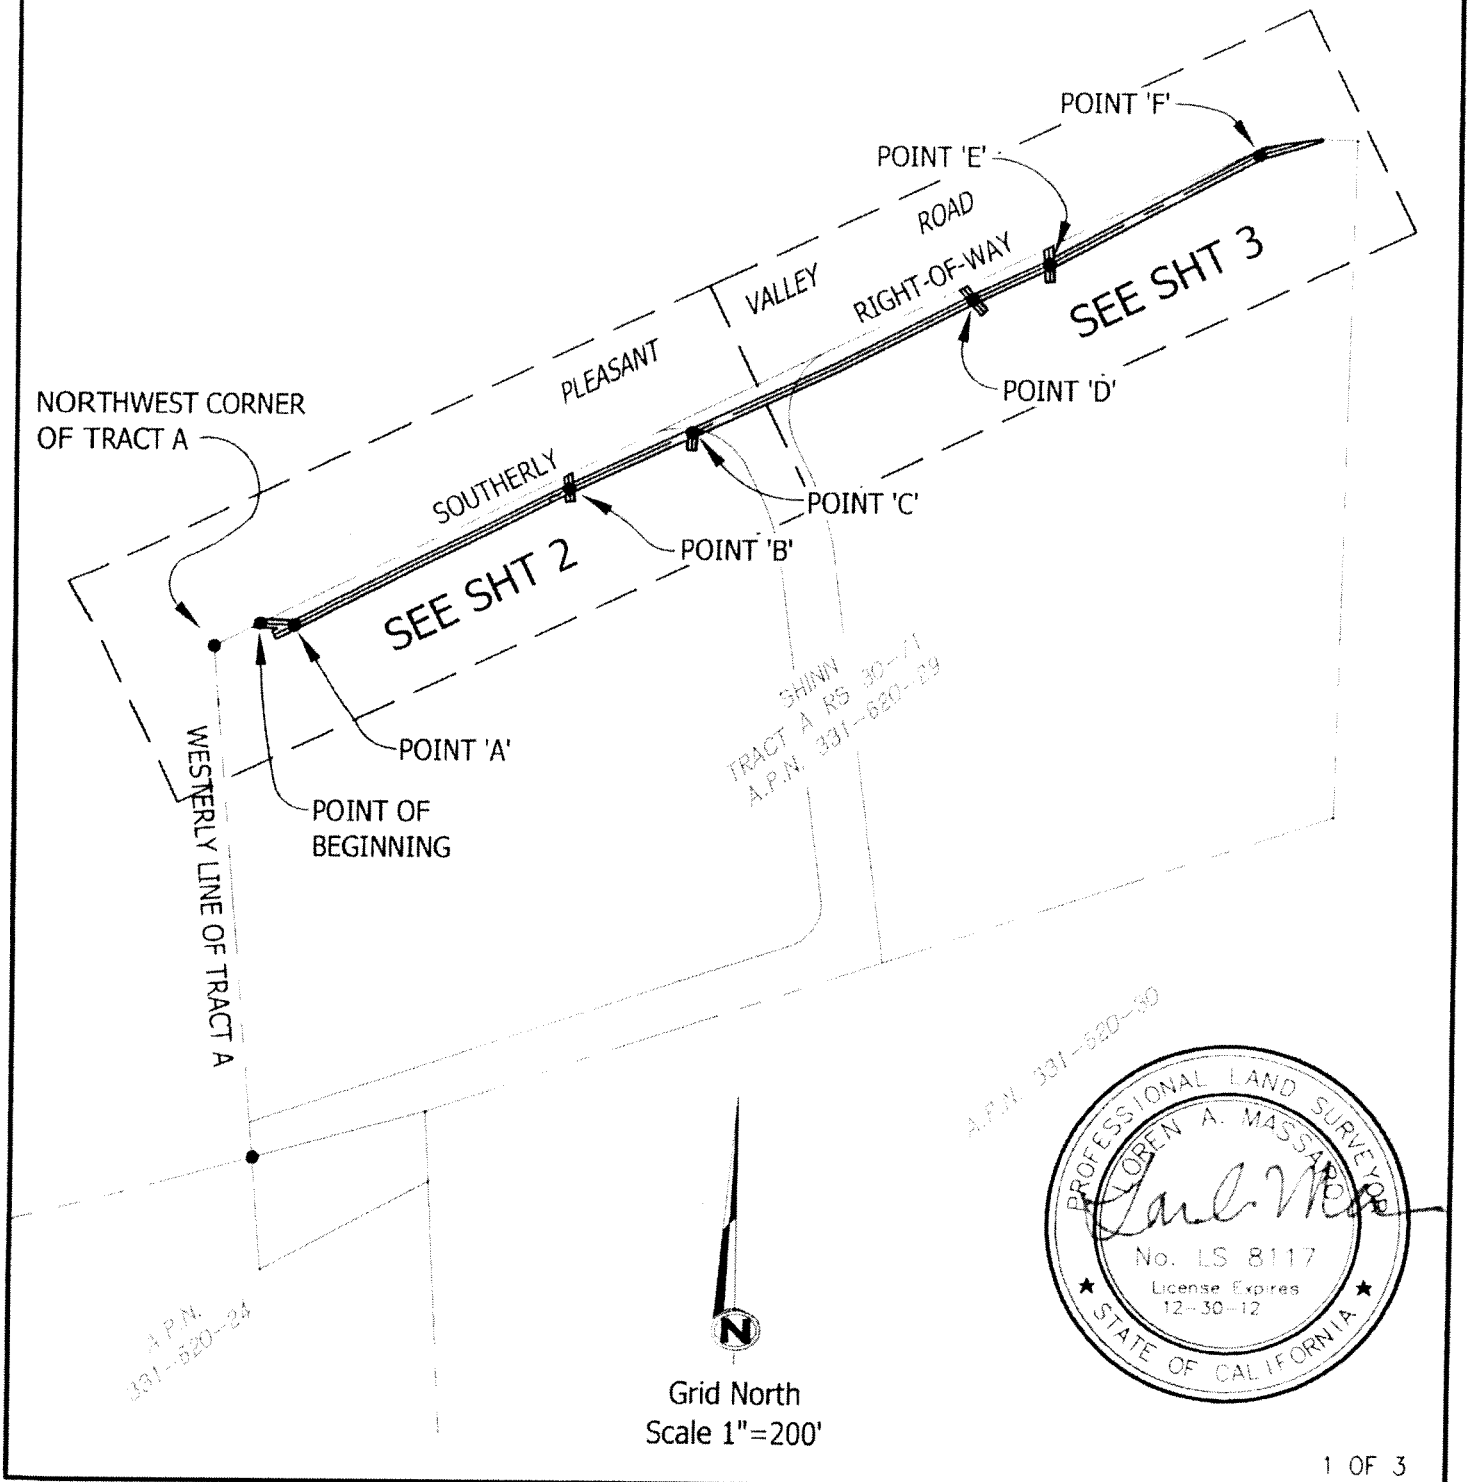 POINT 'F'
POINT 'E'
ROAD
VALLEY
RIGHT-OF-WAY
SEE SHT 3
PLEASANT
POINT 'D'
NORTHWEST CORNER
OF TRACT A
SOUTHERLY
POINT 'C'
POINT 'B'
SEE SHT 2
SHINN
TRACT A RS 30-/1
A.P.N. 331-620-29
POINT 'A'
WESTERLY LINE OF TRACT A
POINT OF
BEGINNING
A.P.N. 331-620-30
PROFESSIONAL LAND SURVEYOR
LOREN A. MASSARO
No. LS 8117
License Expires
12-30-12
STATE OF CALIFORNIA
A.P.N.
331-620-24
N
Grid North
Scale 1"=200'
1 OF 3